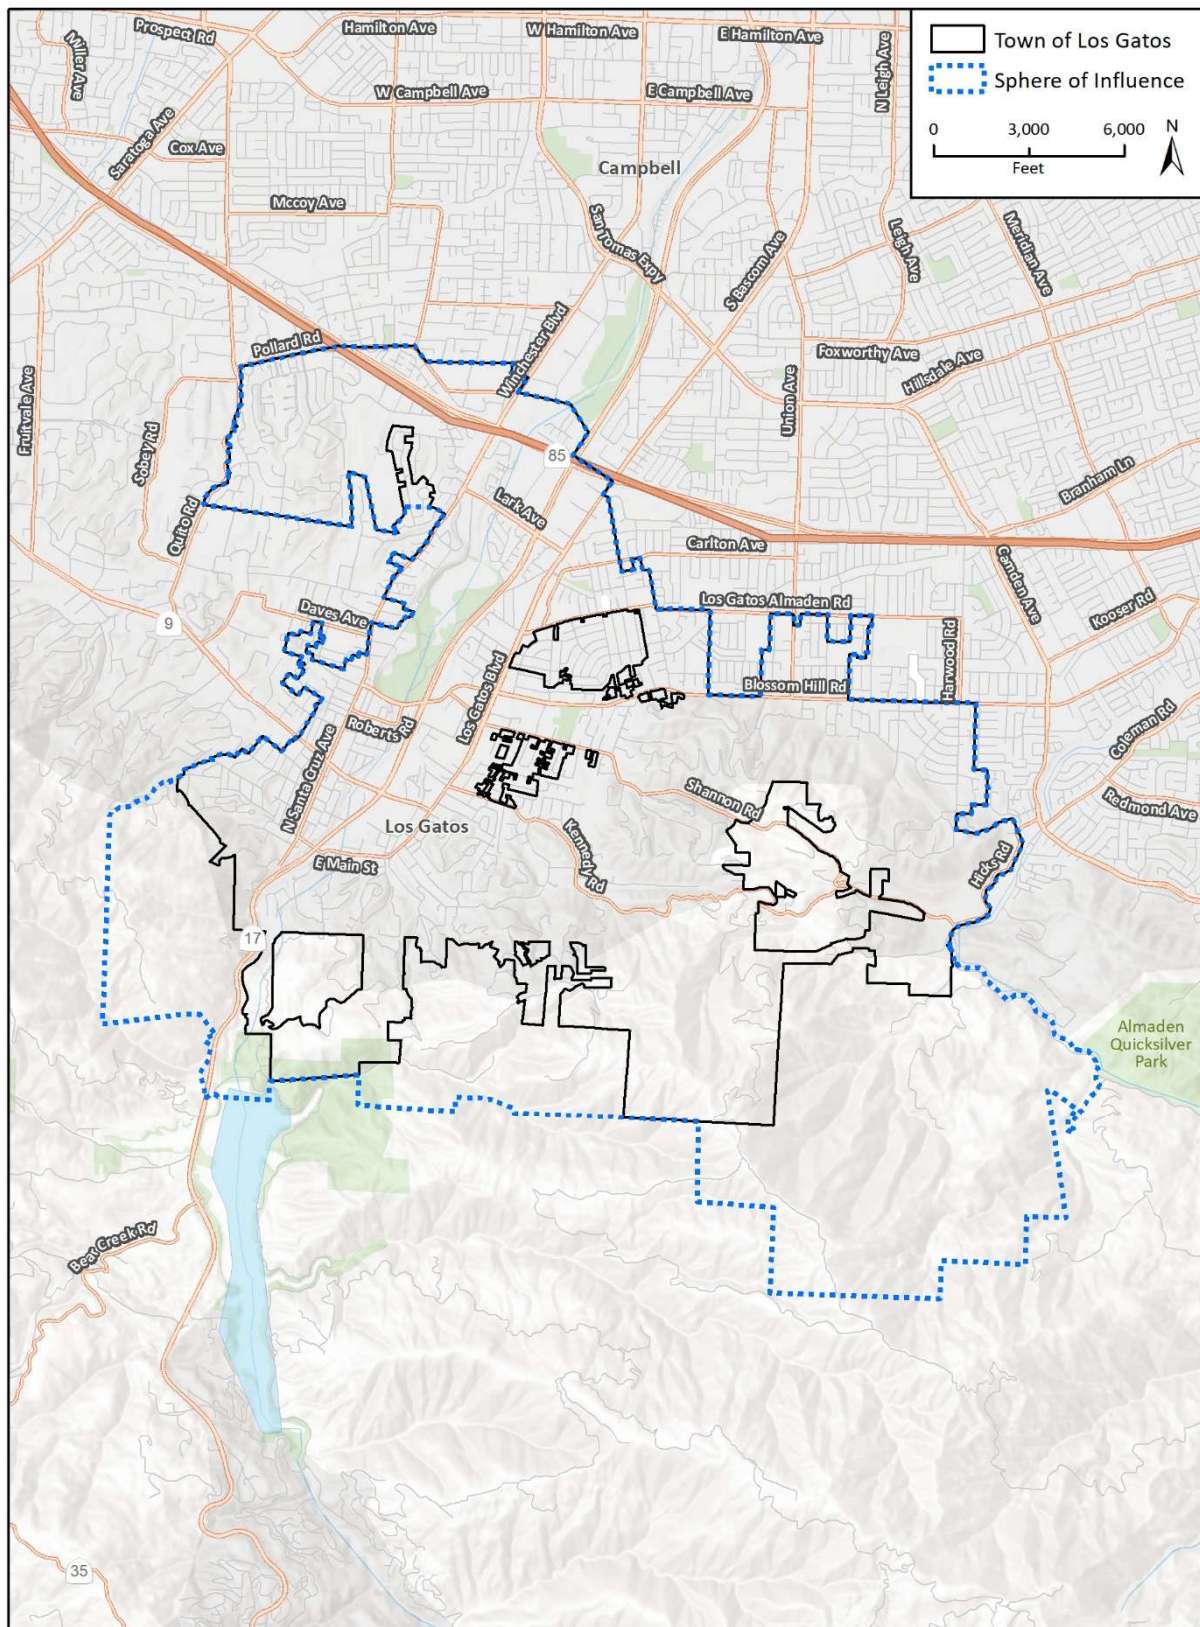 Prospect Rd
Hamilton Ave
W Hamilton Ave
E Hamilton Ave
N Leigh Ave
Town of Los Gatos
Sphere of Influence
0 3,000 6,000
Feet
N
Miller Ave
W Campbell Ave
E Campbell Ave
Saratoga Ave
Cox Ave
Campbell
Mccoy Ave
San Tomas Expy
S Bascom Ave
Leigh Ave
Meridian Ave
Pollard Rd
Winchester Blvd
Foxworthy Ave
Hillsdale Ave
Fruitvale Ave
Sobey Rd
Union Ave
85
Branham Ln
Quito Rd
Lark Ave
Carlton Ave
Camden Ave
Kooser Rd
9
Daves Ave
Los Gatos Almaden Rd
Harwood Rd
Los Gatos Blvd
Blossom Hill Rd
Roberts Rd
Coleman Rd
N Santa Cruz Ave
Shannon Rd
Redmond Ave
Los Gatos
Kennedy Rd
E Main St
Hicks Rd
17
Almaden
Quicksilver
Park
Bear Creek Rd
35